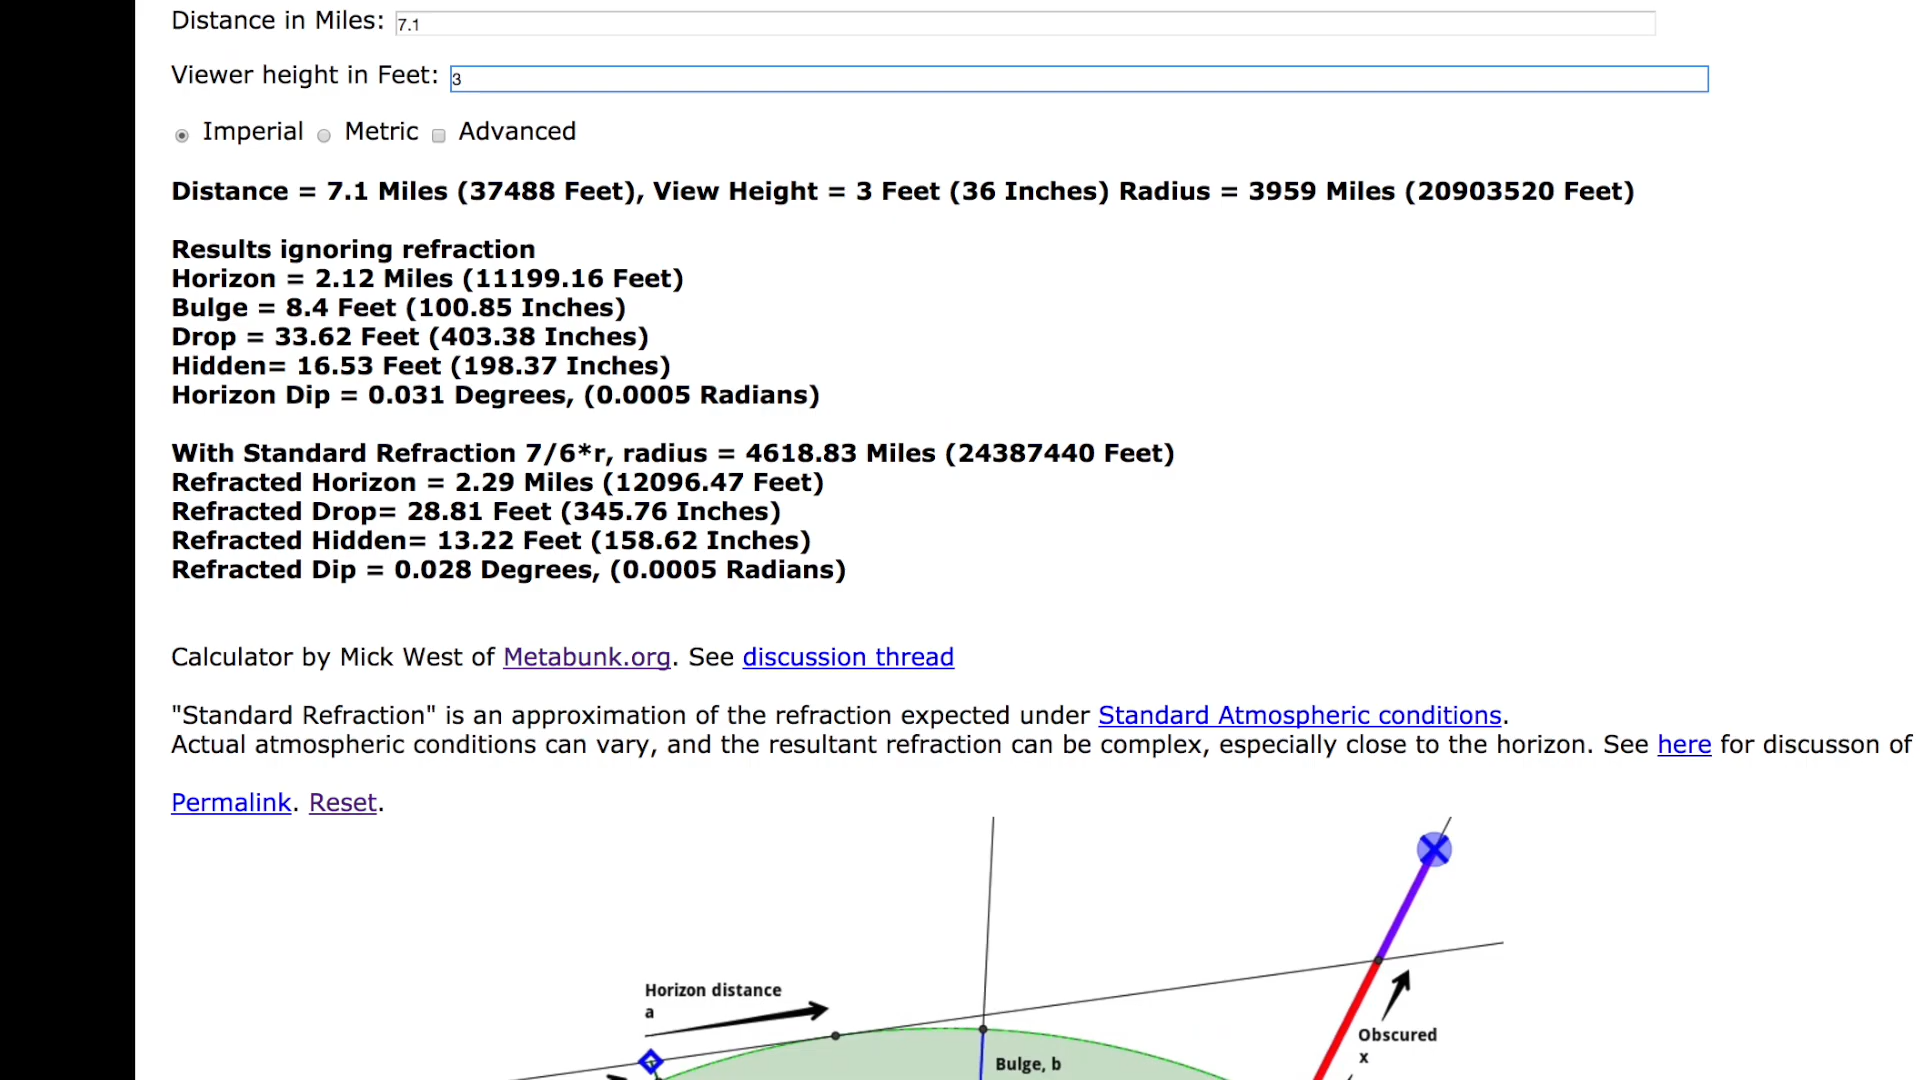 Distance in Miles: 7.1
Viewer height in Feet: 3
Imperial Metric Advanced
Distance = 7.1 Miles (37488 Feet), View Height = 3 Feet (36 Inches) Radius = 3959 Miles (20903520 Feet)
Results ignoring refraction
Horizon = 2.12 Miles (11199.16 Feet)
Bulge = 8.4 Feet (100.85 Inches)
Drop = 33.62 Feet (403.38 Inches)
Hidden= 16.53 Feet (198.37 Inches)
Horizon Dip = 0.031 Degrees, (0.0005 Radians)
With Standard Refraction 7/6*r, radius = 4618.83 Miles (24387440 Feet)
Refracted Horizon = 2.29 Miles (12096.47 Feet)
Refracted Drop= 28.81 Feet (345.76 Inches)
Refracted Hidden= 13.22 Feet (158.62 Inches)
Refracted Dip = 0.028 Degrees, (0.0005 Radians)
Calculator by Mick West of Metabunk.org. See discussion thread
"Standard Refraction" is an approximation of the refraction expected under Standard Atmospheric conditions.
Actual atmospheric conditions can vary, and the resultant refraction can be complex, especially close to the horizon. See here for discusson of
Permalink. Reset.
Horizon distance
a
Obscured
x
Bulge, b